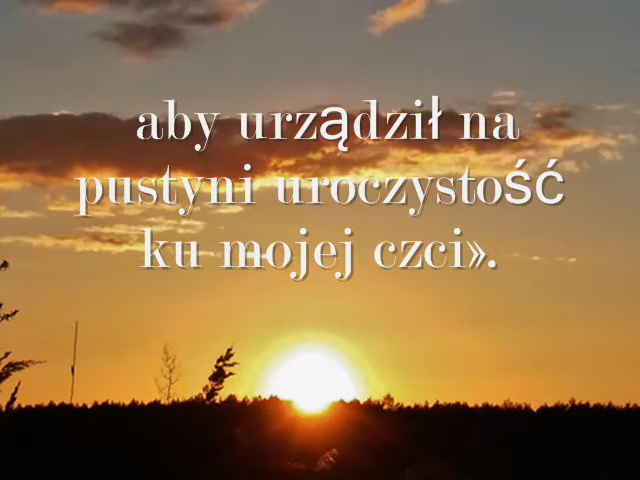 aby urządził na
pustyni uroczystość
ku mojej czci».